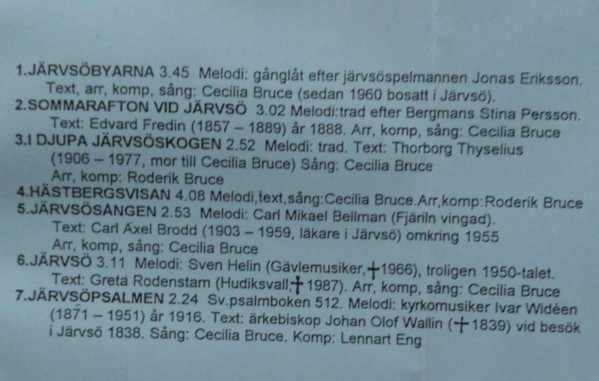 1.JÄRVSÖBYARNA 3.45 Melodi: gånglåt efter järvsöspelmannen Jonas Eriksson.
Text, arr, komp, sång: Cecilia Bruce (sedan 1960 bosatt i Järvsö).
2.SOMMARAFTON VID JÄRVSÖ 3.02 Melodi:trad efter Bergmans Stina Persson.
Text: Edvard Fredin (1857 – 1889) år 1888. Arr, komp, sång: Cecilia Bruce
3.I DJUPA JÄRVSÖSKOGEN 2.52 Melodi: trad. Text: Thorborg Thyselius
(1906 – 1977, mor till Cecilia Bruce) Sång: Cecilia Bruce
Arr, komp: Roderik Bruce
4.HÄSTBERGSVISAN 4.08 Melodi,text,sång:Cecilia Bruce.Arr,komp:Roderik Bruce
5.JÄRVSÖSÅNGEN 2.53 Melodi: Carl Mikael Bellman (Fjäriln vingad).
Text: Carl Axel Brodd (1903 – 1959, läkare i Järvsö) omkring 1955
Arr, komp, sång: Cecilia Bruce
6.JÄRVSÖ 3.11 Melodi: Sven Helin (Gävlemusiker,✝1966), troligen 1950-talet.
Text: Greta Rodenstam (Hudiksvall,✝1987). Arr, komp, sång: Cecilia Bruce
7.JÄRVSÖPSALMEN 2.24 Sv.psalmboken 512. Melodi: kyrkomusiker Ivar Widéen
(1871 – 1951) år 1916. Text: ärkebiskop Johan Olof Wallin (✝1839) vid besök
i Järvsö 1838. Sång: Cecilia Bruce. Komp: Lennart Eng